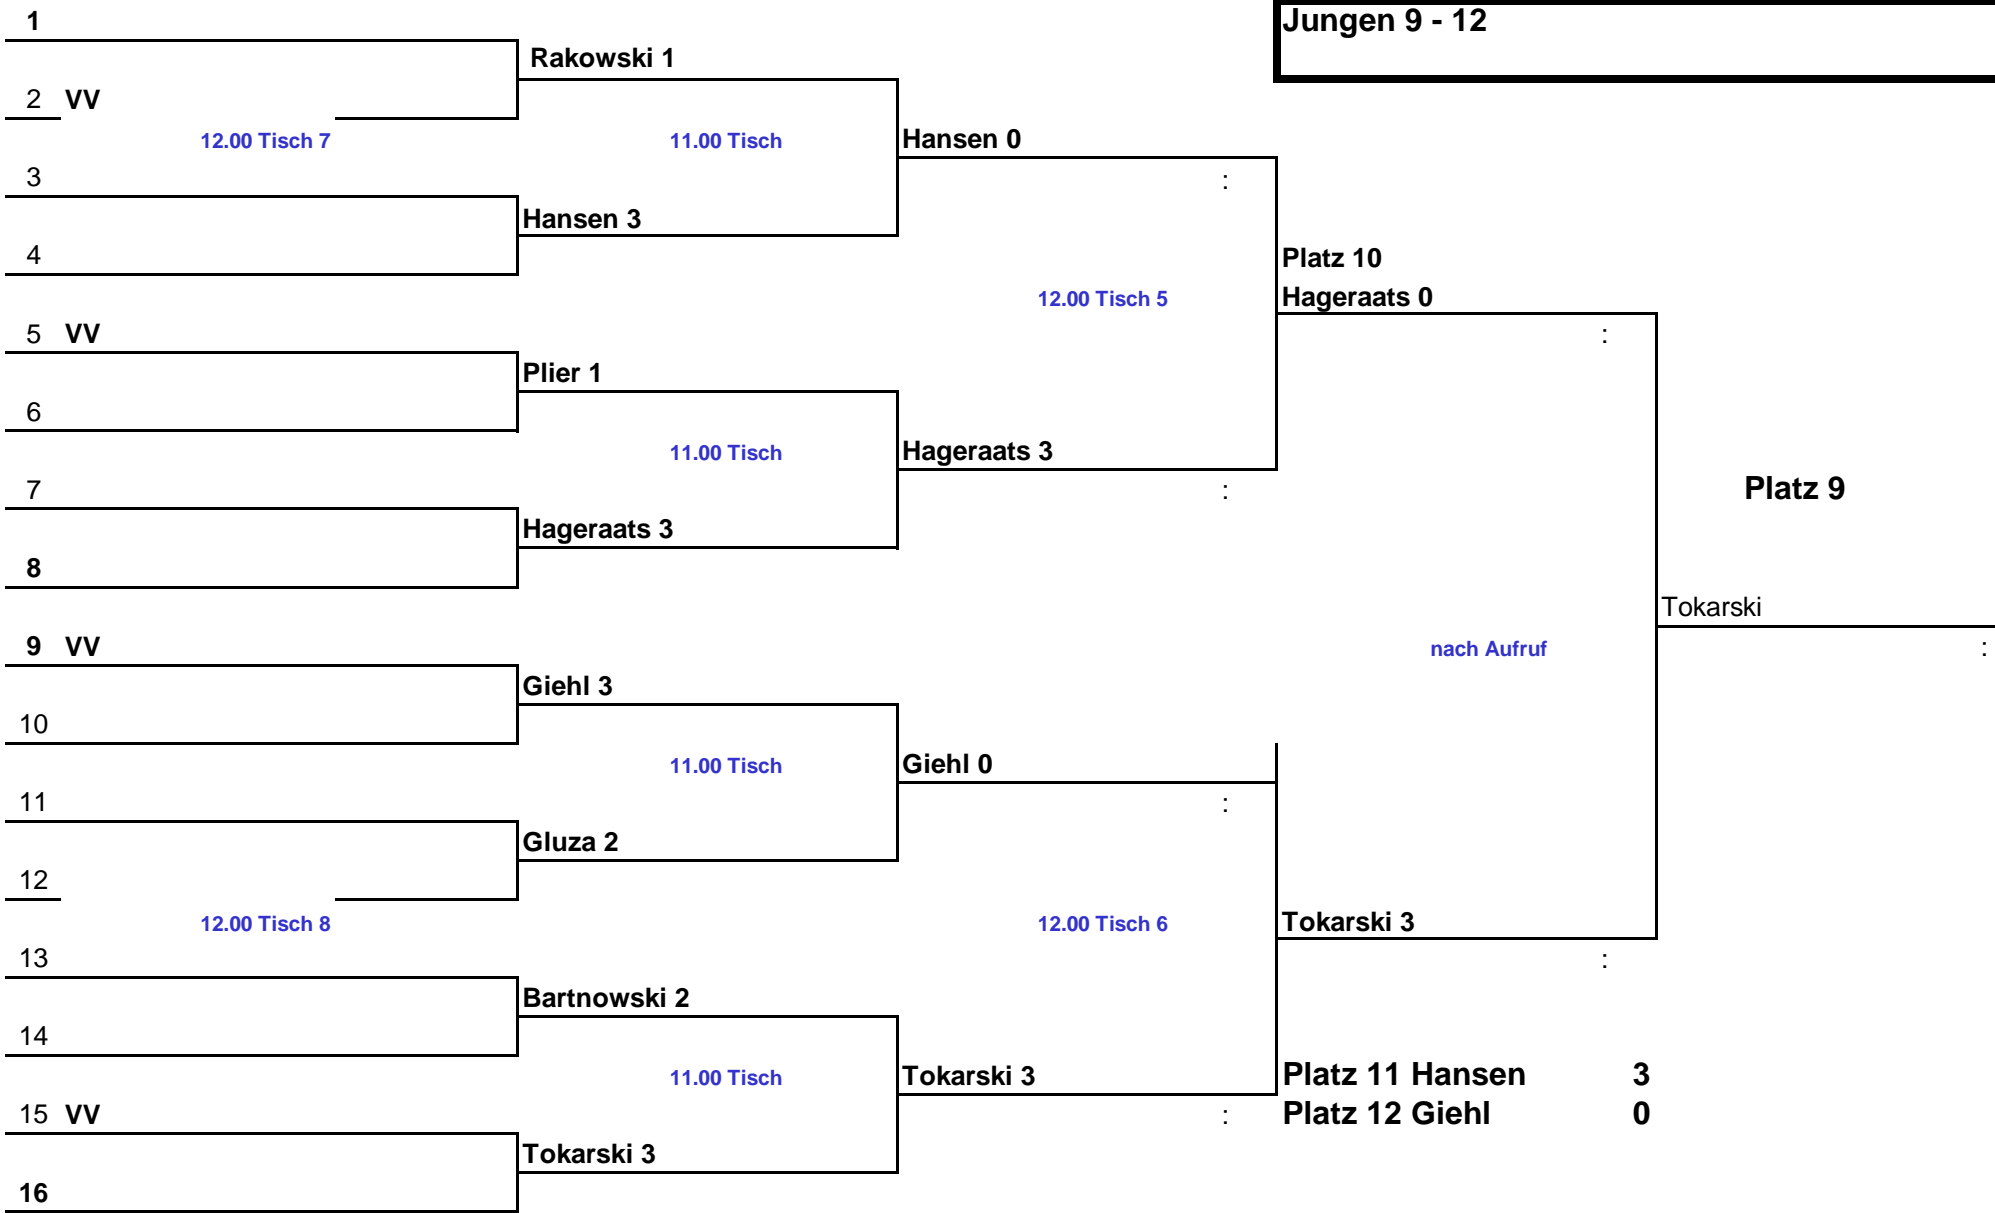 1
Jungen 9 - 12
Rakowski 1
2 VV
12.00 Tisch 7
11.00 Tisch
Hansen 0
3
:
Hansen 3
4
Platz 10
12.00 Tisch 5
Hageraats 0
5 VV
:
Plier 1
6
11.00 Tisch
Hageraats 3
7
:
Platz 9
Hageraats 3
8
Tokarski
9 VV
nach Aufruf
:
Giehl 3
10
11.00 Tisch
Giehl 0
11
:
Gluza 2
12
12.00 Tisch 8
12.00 Tisch 6
Tokarski 3
13
:
Bartnowski 2
14
11.00 Tisch
Tokarski 3
Platz 11 Hansen 3
15 VV
:
Platz 12 Giehl 0
Tokarski 3
16